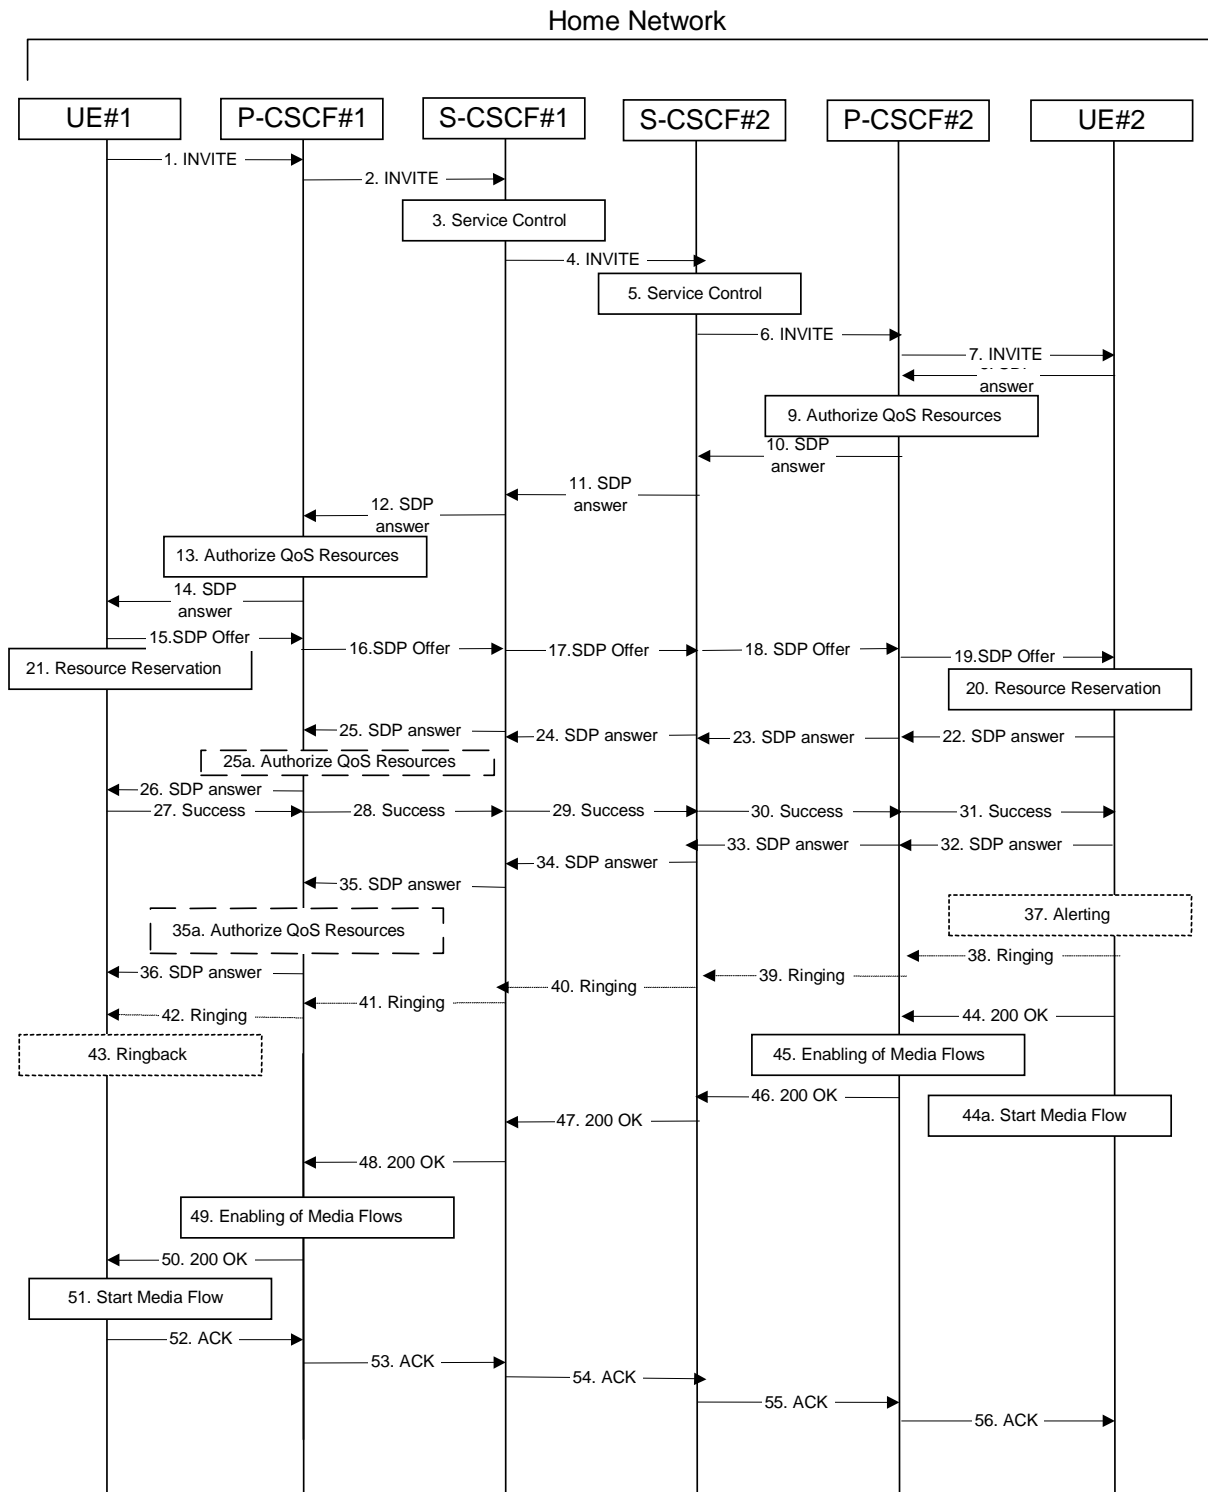 Home Network
UE#1
P-CSCF#1
S-CSCF#1
S-CSCF#2
P-CSCF#2
UE#2
1. INVITE
2. INVITE
3. Service Control
4. INVITE
5. Service Control
6. INVITE
7. INVITE
answer
9. Authorize QoS Resources
10. SDP
answer
11. SDP
answer
12. SDP
answer
13. Authorize QoS Resources
14. SDP
answer
15.SDP Offer
16.SDP Offer
17.SDP Offer
18. SDP Offer
19.SDP Offer
21. Resource Reservation
20. Resource Reservation
25. SDP answer
24. SDP answer
23. SDP answer
22. SDP answer
25a. Authorize QoS Resources
26. SDP answer
27. Success
28. Success
29. Success
30. Success
31. Success
33. SDP answer
32. SDP answer
34. SDP answer
35. SDP answer
37. Alerting
35a. Authorize QoS Resources
38. Ringing
36. SDP answer
39. Ringing
40. Ringing
41. Ringing
42. Ringing
44. 200 OK
43. Ringback
45. Enabling of Media Flows
46. 200 OK
44a. Start Media Flow
47. 200 OK
48. 200 OK
49. Enabling of Media Flows
50. 200 OK
51. Start Media Flow
52. ACK
53. ACK
54. ACK
55. ACK
56. ACK